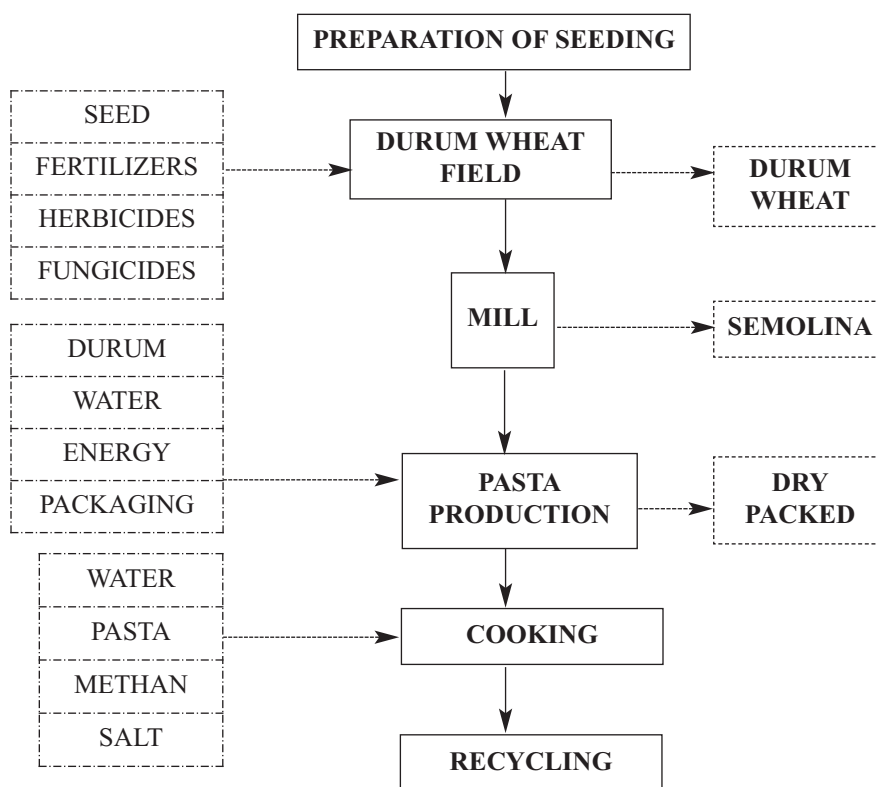 PREPARATION OF SEEDING
SEED
FERTILIZERS
HERBICIDES
FUNGICIDES
DURUM WHEAT
FIELD
DURUM
WHEAT
MILL
SEMOLINA
DURUM
WATER
ENERGY
PACKAGING
PASTA
PRODUCTION
DRY
PACKED
WATER
PASTA
METHAN
SALT
COOKING
RECYCLING